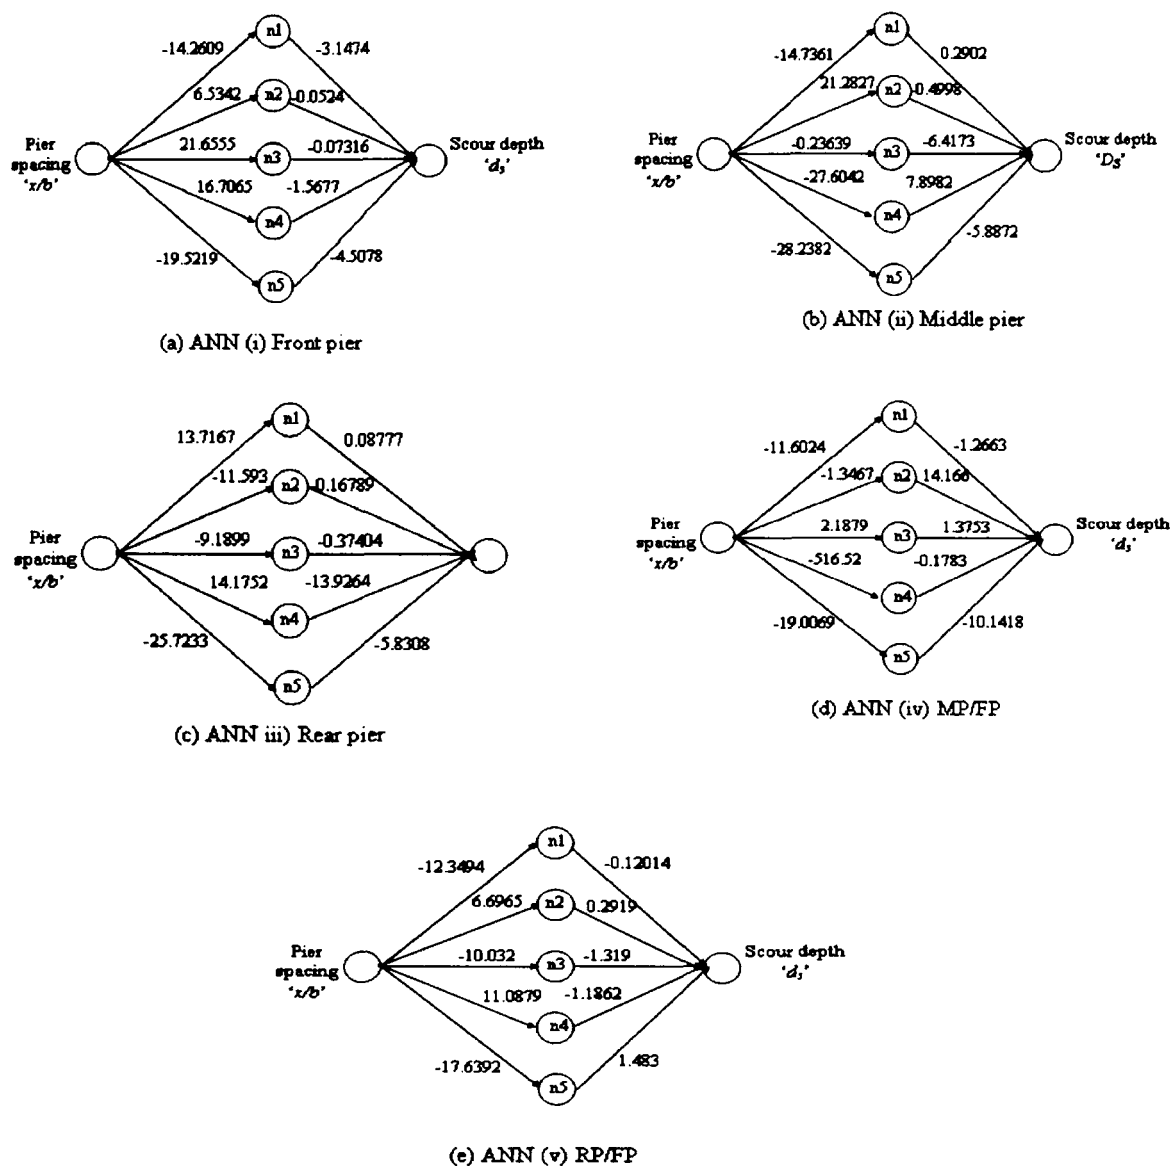 n1
-14.2609
-3.1474
n2
6.5342
-0.0524
Pier
spacing
‘x/b’
21.6555
n3
-0.07316
Scour depth
‘ds’
16.7065
-1.5677
n4
-19.5219
-4.5078
n5
(a) ANN (i) Front pier
n1
-14.7361
0.2902
21.2827
n2
-0.4998
Pier
spacing
‘x/b’
-0.23639
n3
-6.4173
Scour depth
‘DS’
-27.6042
7.8982
n4
-28.2382
-5.8872
n5
(b) ANN (ii) Middle pier
n1
13.7167
0.08777
-11.593
n2
0.16789
Pier
spacing
‘x/b’
-9.1899
n3
-0.37404
14.1752
-13.9264
n4
-25.7233
-5.8308
n5
(c) ANN iii) Rear pier
n1
-11.6024
-1.2663
-1.3467
n2
14.166
Pier
spacing
‘x/b’
2.1879
n3
1.3753
Scour depth
‘ds’
-516.52
-0.1783
n4
-19.0069
-10.1418
n5
(d) ANN (iv) MP/FP
n1
-12.3494
-0.12014
6.6965
n2
0.2919
Pier
spacing
‘x/b’
-10.032
n3
-1.319
Scour depth
‘ds’
11.0879
-1.1862
n4
-17.6392
1.483
n5
(e) ANN (v) RP/FP